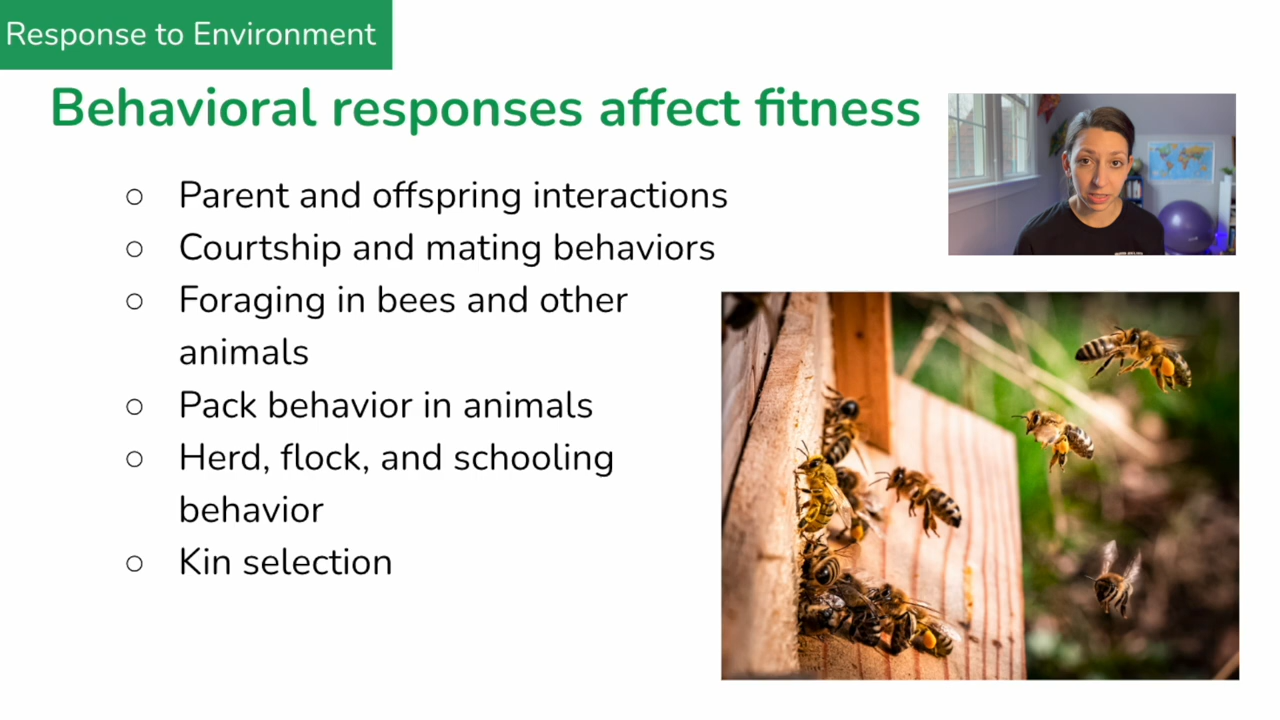 Response to Environment
Behavioral responses affect fitness
○ Parent and offspring interactions
○ Courtship and mating behaviors
○ Foraging in bees and other
animals
○ Pack behavior in animals
○ Herd, flock, and schooling
behavior
○ Kin selection